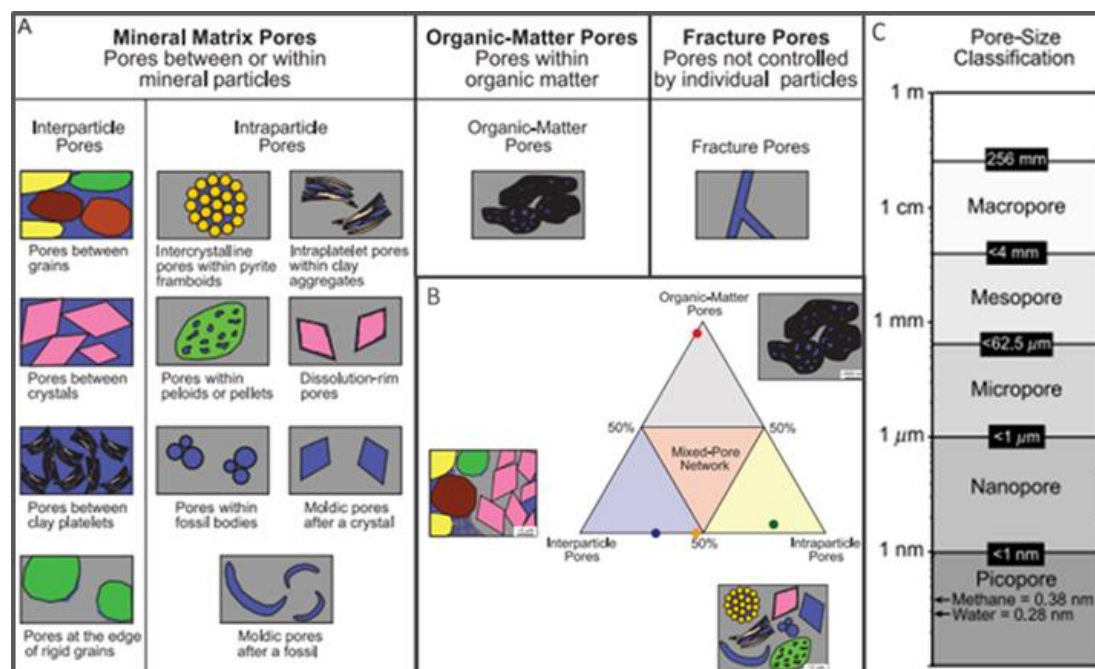 A
Mineral Matrix Pores
Pores between or within
mineral particles
Organic-Matter Pores
Pores within
organic matter
Fracture Pores
Pores not controlled
by individual particles
Interparticle
Pores
Intraparticle
Pores
Organic-Matter
Pores
Fracture Pores
Pores between
grains
Intercrystalline
pores within pyrite
framboids
Intraplatelet pores
within clay
aggregates
Pores between
crystals
Pores within
peloids or pellets
Dissolution-rim
pores
Pores between
clay platelets
Pores within
fossil bodies
Moldic pores
after a crystal
Pores at the edge
of rigid grains
Moldic pores
after a fossil
B
Organic-Matter
Pores
50%
50%
Mixed-Pore
Network
Interparticle
Pores
50%
Intraparticle
Pores
C
Pore-Size
Classification
1 m
256 mm
Macropore
1 cm
<4 mm
Mesopore
1 mm
<62.5 µm
Micropore
1 µm
<1 µm
Nanopore
1 nm
<1 nm
Picopore
Methane = 0.38 nm
Water = 0.28 nm